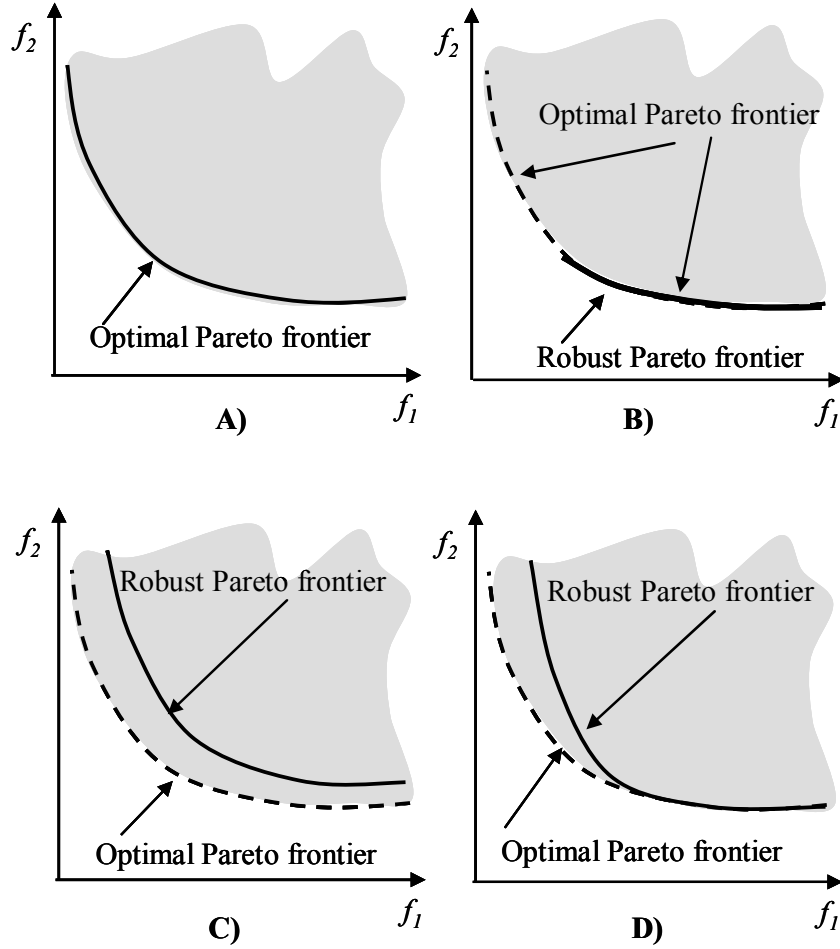 f2
Optimal Pareto frontier
f1
A)
f2
Optimal Pareto frontier
Robust Pareto frontier
f1
B)
f2
Robust Pareto frontier
Optimal Pareto frontier
f1
C)
f2
Robust Pareto frontier
Optimal Pareto frontier
f1
D)